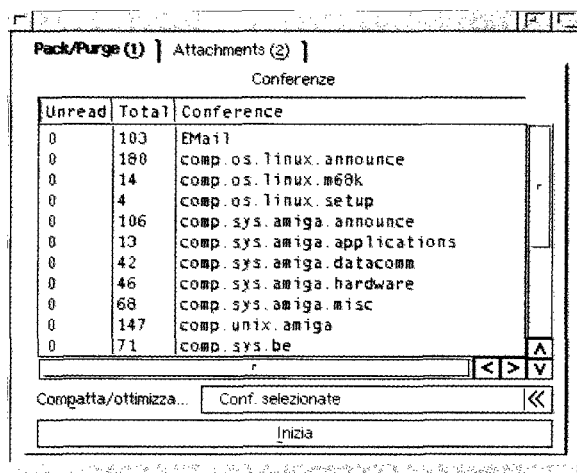 Pack/Purge (1) Attachments (2)
Conferenze
Unread Total Conference
0 103 EMail
0 180 comp.os.linux.announce
0 14 comp.os.linux.m68k
0 4 comp.os.linux.setup
0 106 comp.sys.amiga.announce
0 13 comp.sys.amiga.applications
0 42 comp.sys.amiga.datacomm
0 46 comp.sys.amiga.hardware
0 68 comp.sys.amiga.misc
0 147 comp.unix.amiga
0 71 comp.sys.be
Compatta/ottimizza... Conf. selezionate
Inizia